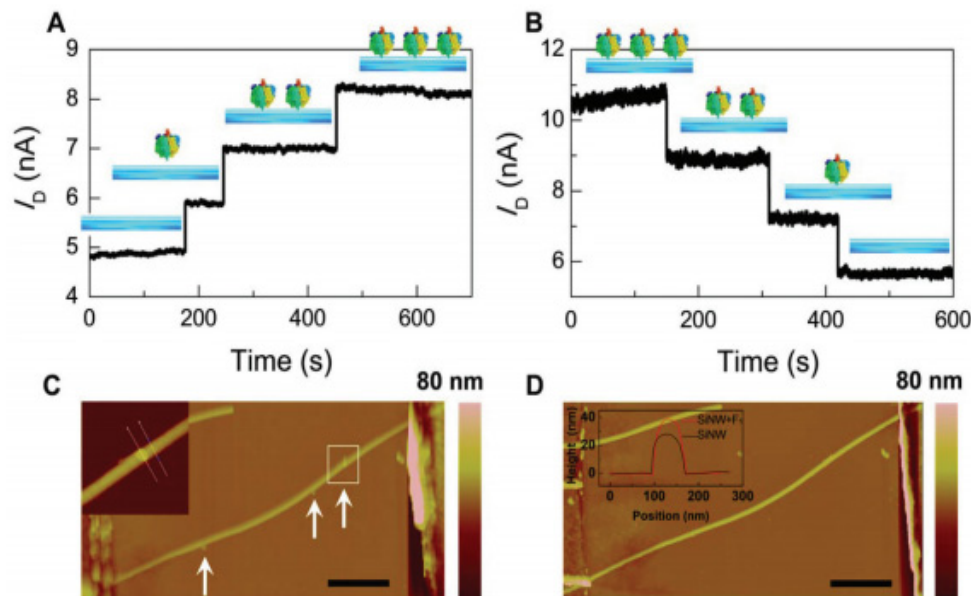 A
B
9
8
7
6
5
4
I_D (nA)
0
200
400
600
Time (s)
12
10
8
6
I_D (nA)
0
200
400
600
Time (s)
C
80 nm
D
80 nm
40
20
0
Height (nm)
SiNW+F₁
SiNW
0
100
200
300
Position (nm)